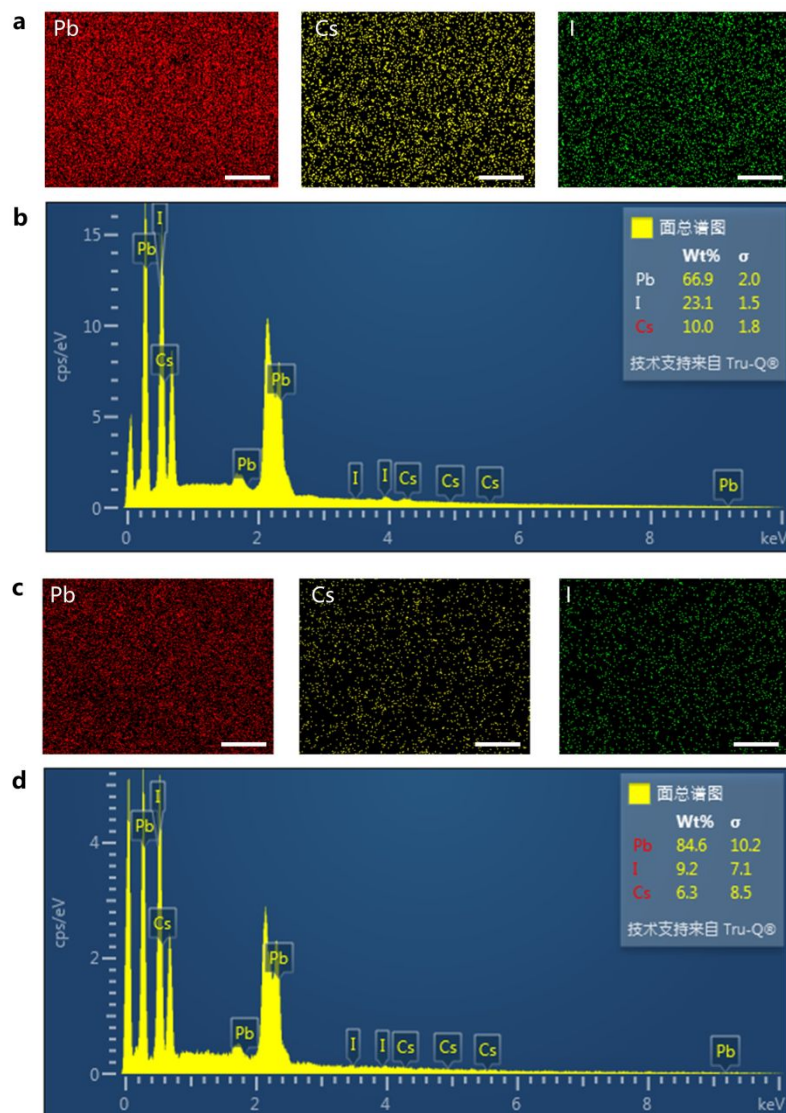 a
Pb
Cs
I
b
15
10
5
0
cps/eV
Pb
I
Cs
Pb
Pb
I
I
Cs
Cs
Cs
Pb
0
2
4
6
8
keV
面总谱图
Wt% σ
Pb 66.9 2.0
I 23.1 1.5
Cs 10.0 1.8
技术支持来自 Tru-Q®
c
Pb
Cs
I
d
4
2
0
cps/eV
Pb
I
Cs
Pb
Pb
I
I
Cs
Cs
Cs
Pb
0
2
4
6
8
keV
面总谱图
Wt% σ
Pb 84.6 10.2
I 9.2 7.1
Cs 6.3 8.5
技术支持来自 Tru-Q®